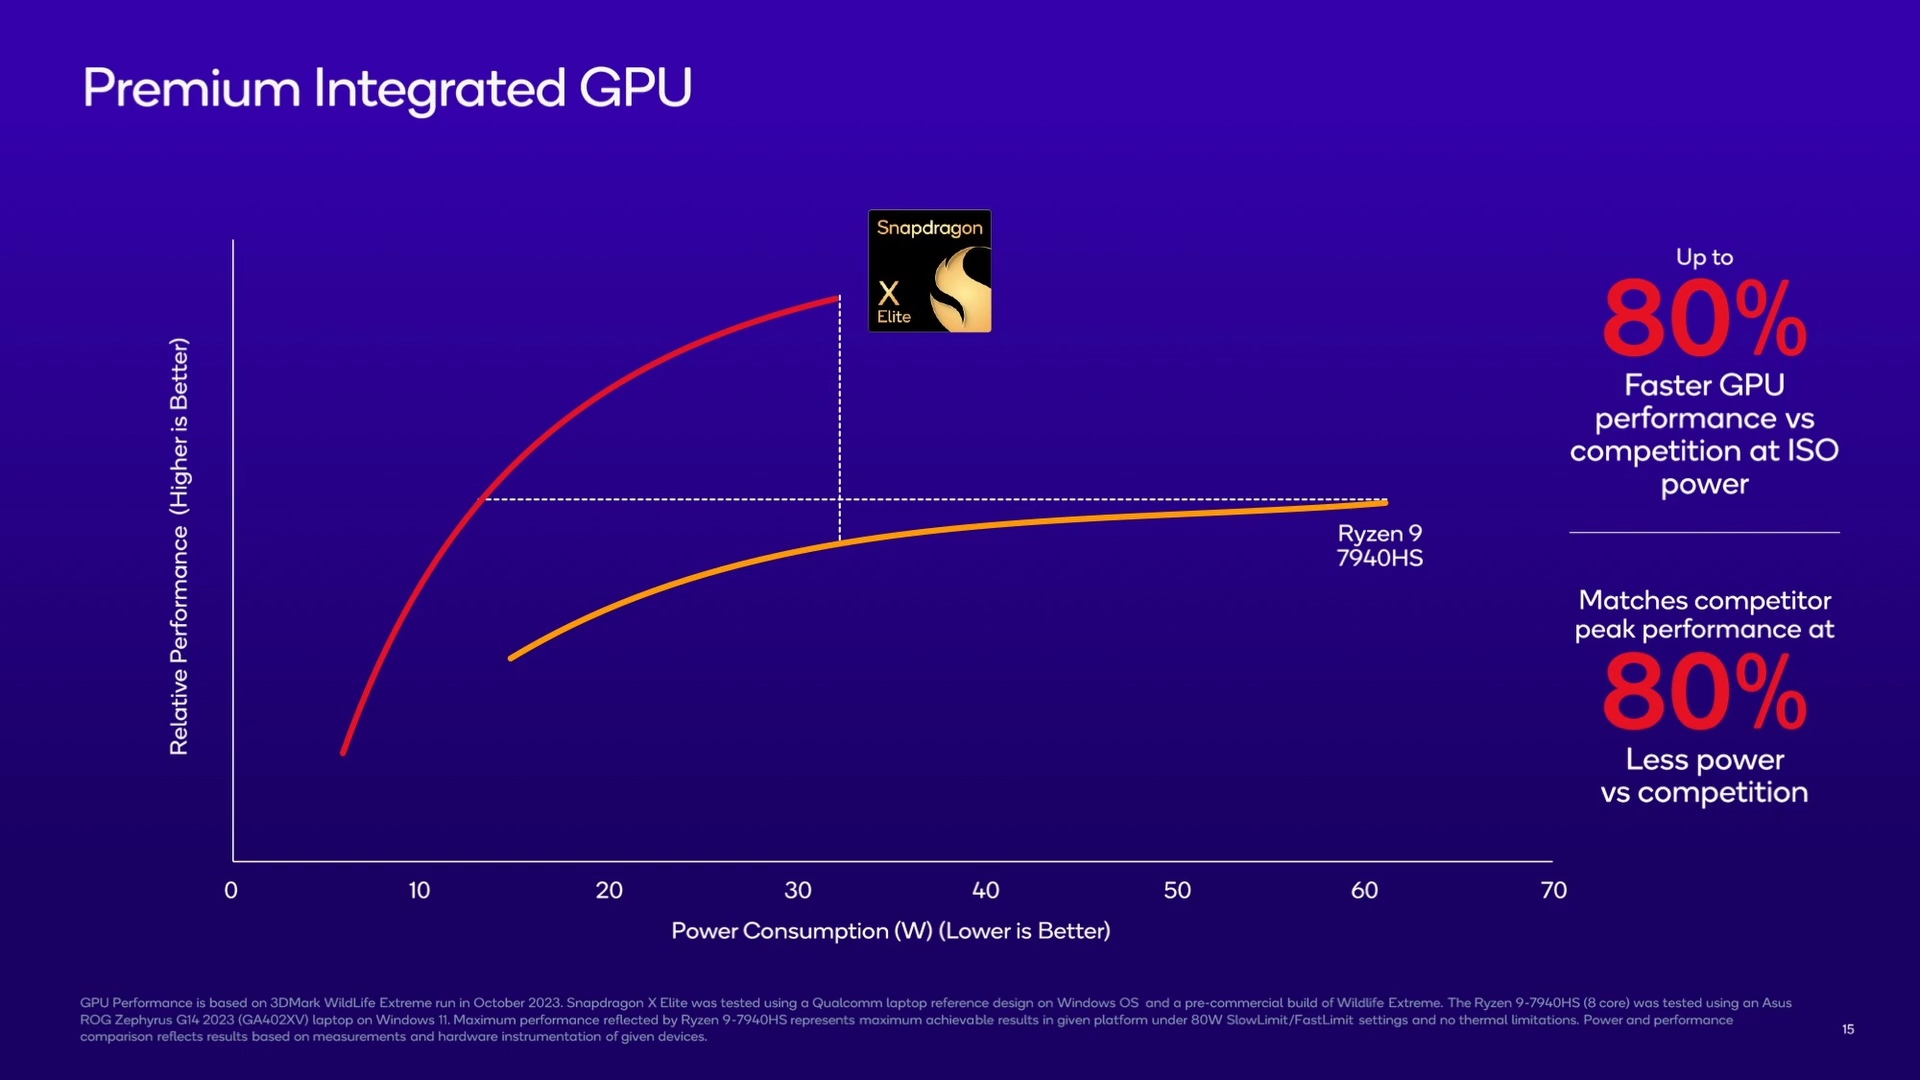 Premium Integrated GPU
Snapdragon
X
Elite
Relative Performance (Higher is Better)
Ryzen 9
7940HS
0 10 20 30 40 50 60 70
Power Consumption (W) (Lower is Better)
Up to
80%
Faster GPU
performance vs
competition at ISO
power
Matches competitor
peak performance at
80%
Less power
vs competition
GPU Performance is based on 3DMark WildLife Extreme run in October 2023. Snapdragon X Elite was tested using a Qualcomm laptop reference design on Windows OS and a pre-commercial build of Wildlife Extreme. The Ryzen 9-7940HS (8 core) was tested using an Asus
ROG Zephyrus G14 2023 (GA402XV) laptop on Windows 11. Maximum performance reflected by Ryzen 9-7940HS represents maximum achievable results in given platform under 80W SlowLimit/FastLimit settings and no thermal limitations. Power and performance
comparison reflects results based on measurements and hardware instrumentation of given devices.
15